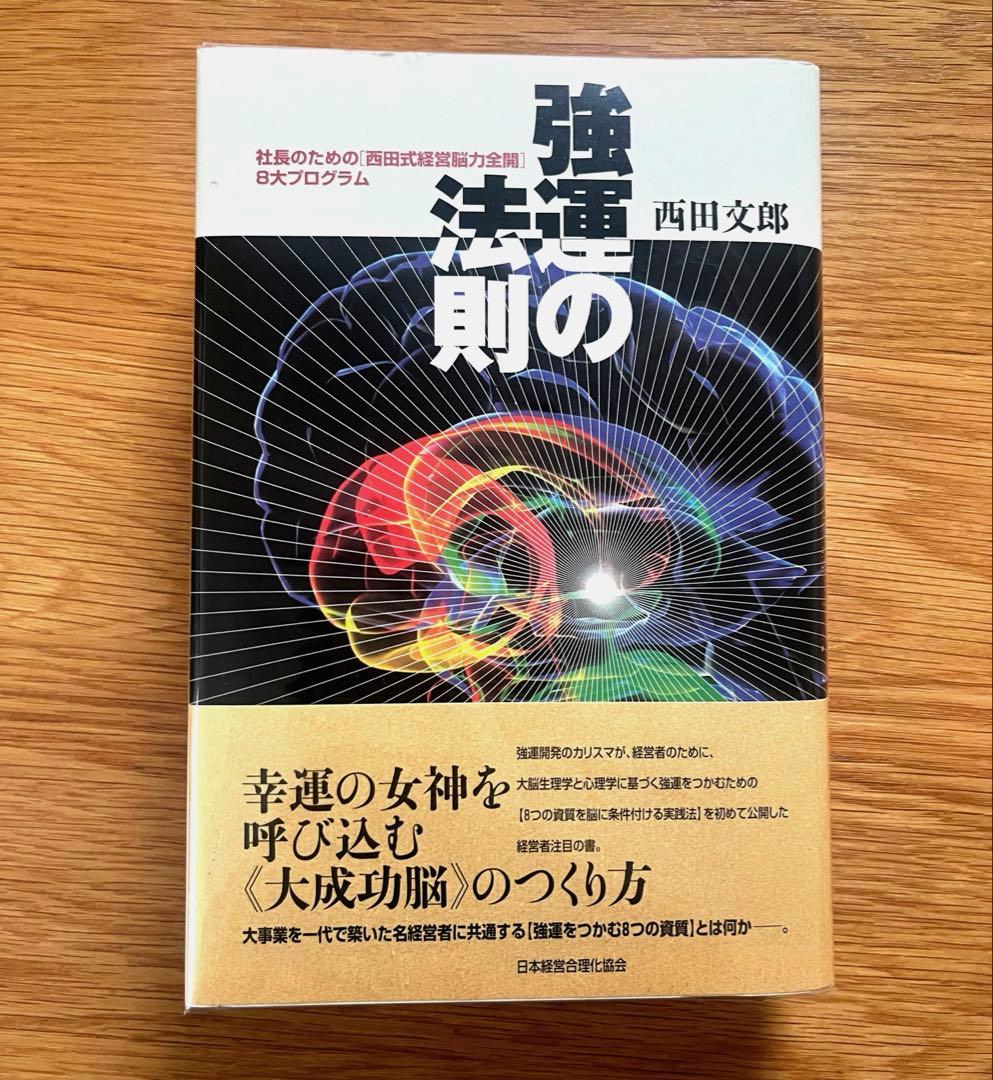 強運の
法則
社長のための[西田式経営脳力全開]
8大プログラム
西田文郎
幸運の女神を
呼び込む
《大成功脳》のつくり方
強運開発のカリスマが、経営者のために、
大脳生理学と心理学に基づく強運をつかむための
【8つの資質を脳に条件付ける実践法】を初めて公開した
経営者注目の書。
大事業を一代で築いた名経営者に共通する【強運をつかむ8つの資質】とは何か──。
日本経営合理化協会